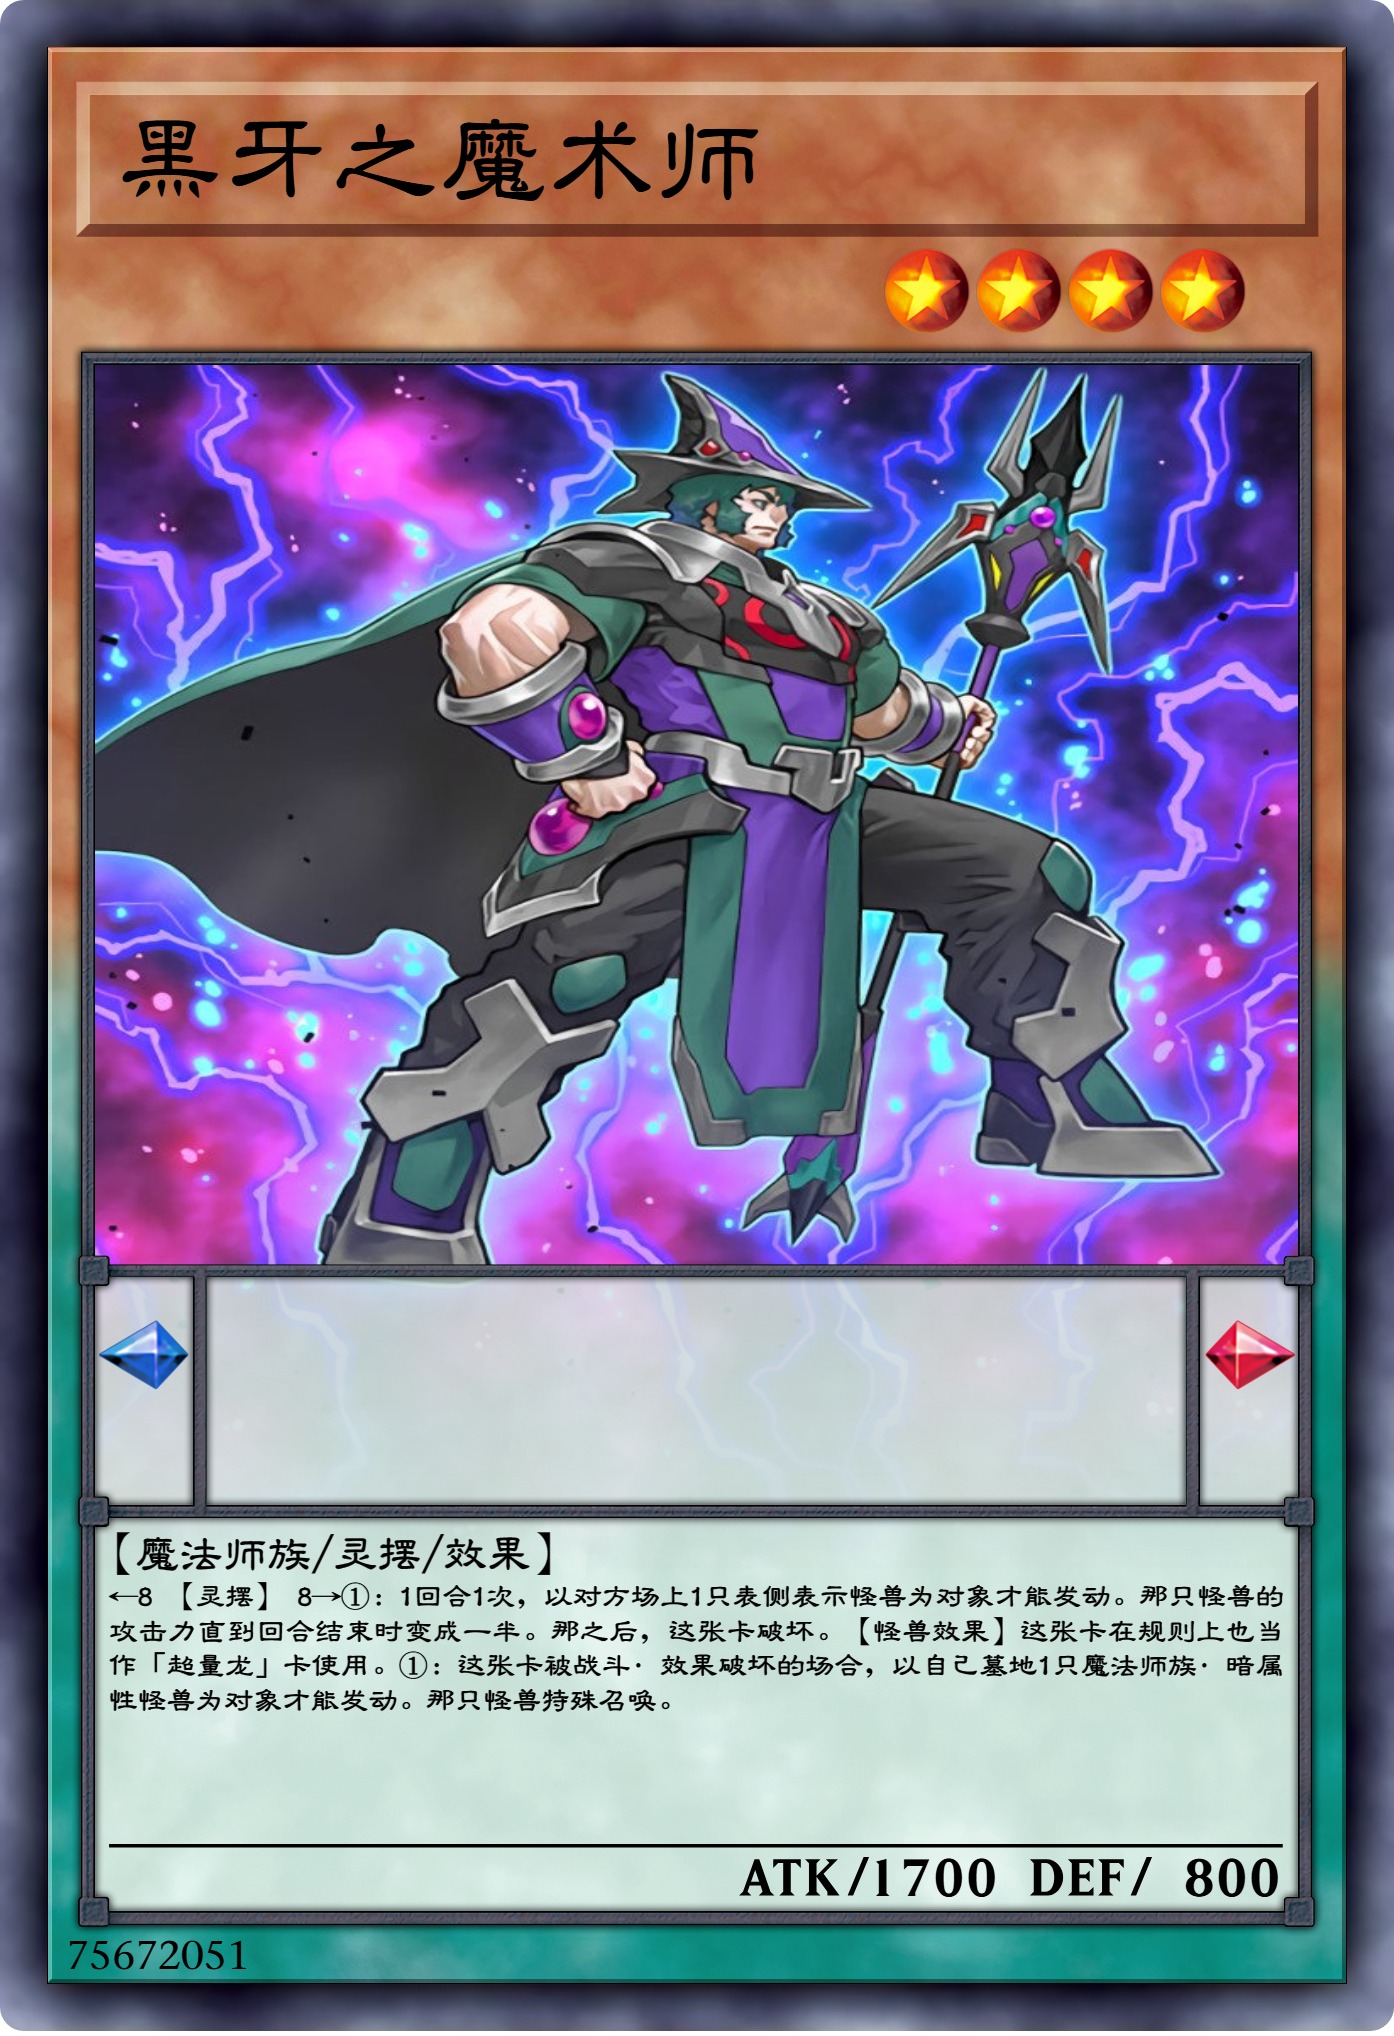 黑牙之魔术师
【魔法师族/灵摆/效果】
←8 【灵摆】 8→①：1回合1次，以对方场上1只表侧表示怪兽为对象才能发动。那只怪兽的
攻击力直到回合结束时变成一半。那之后，这张卡破坏。【怪兽效果】这张卡在规则上也当
作「超量龙」卡使用。①：这张卡被战斗·效果破坏的场合，以自己墓地1只魔法师族·暗属
性怪兽为对象才能发动。那只怪兽特殊召唤。
ATK/1700 DEF/ 800
75672051